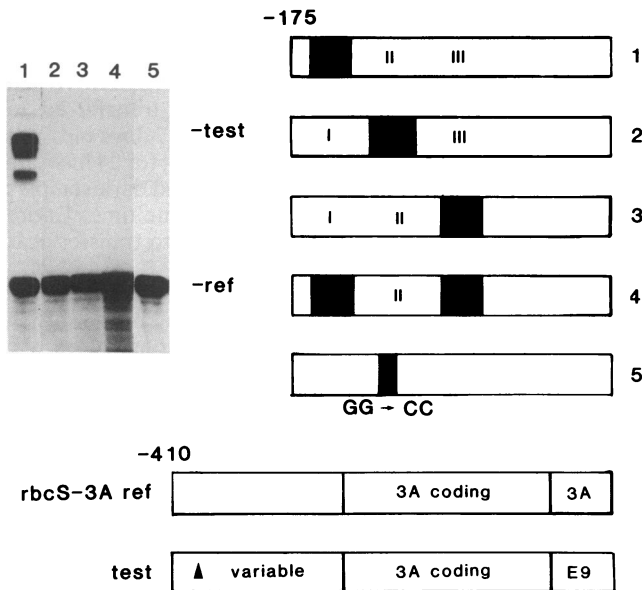 -175
1 2 3 4 5
II III 1
-test
I III 2
I II 3
-ref
II 4
5
GG → CC
-410
rbcS-3A ref 3A coding 3A
test ▲ variable 3A coding E9